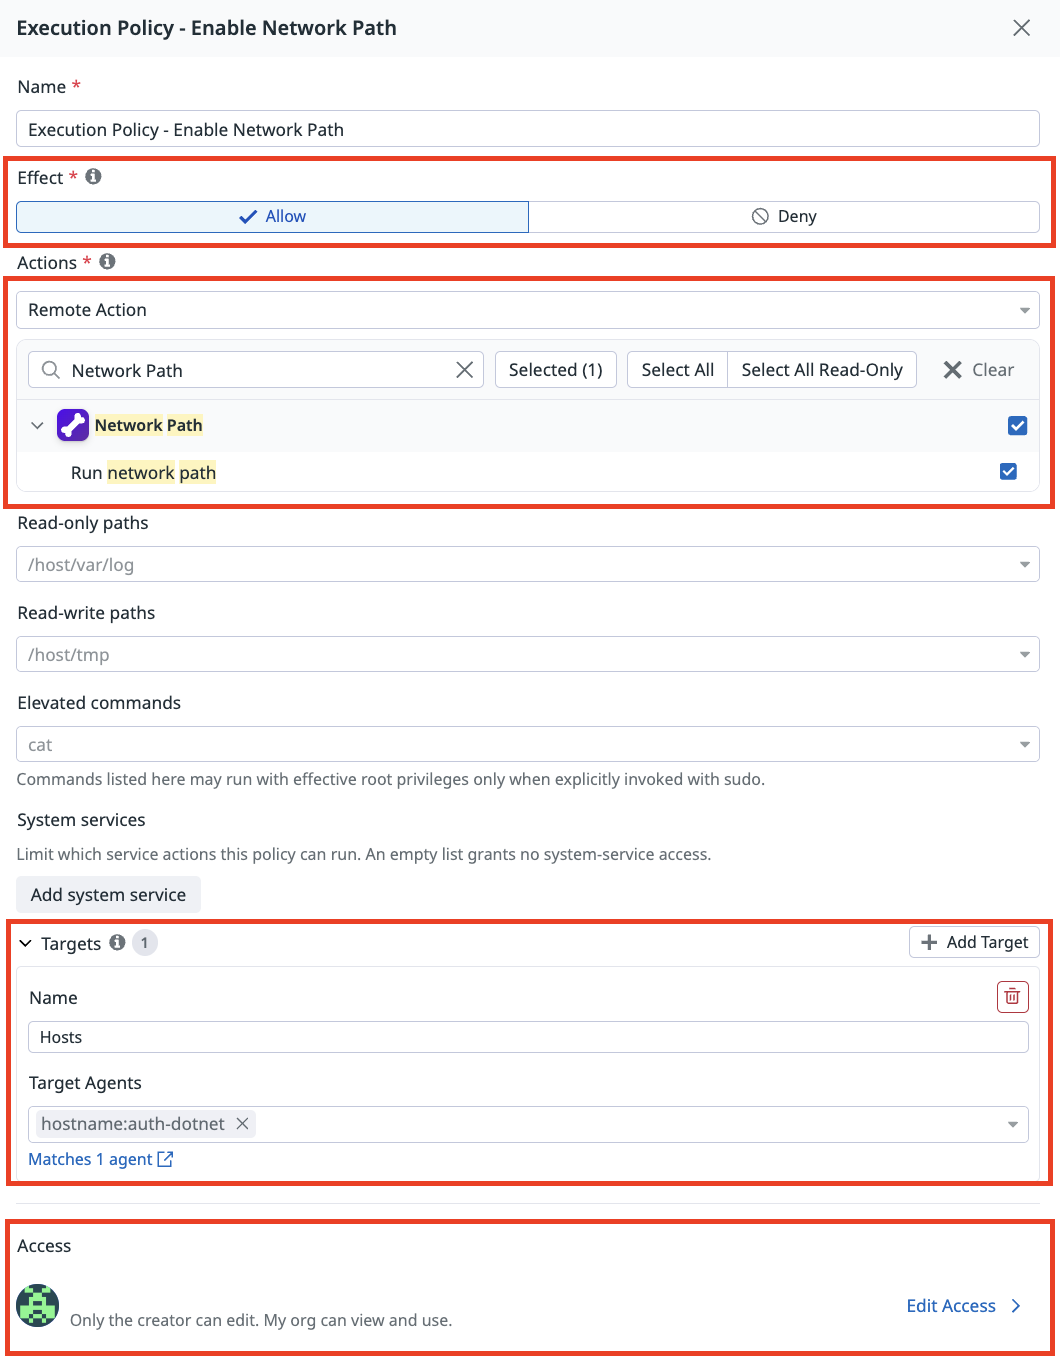 Execution Policy - Enable Network Path
Name *
Execution Policy - Enable Network Path
Effect *
Allow
Deny
Actions *
Remote Action
Network Path
Selected (1)
Select All
Select All Read-Only
Clear
Network Path
Run network path
Read-only paths
/host/var/log
Read-write paths
/host/tmp
Elevated commands
cat
Commands listed here may run with effective root privileges only when explicitly invoked with sudo.
System services
Limit which service actions this policy can run. An empty list grants no system-service access.
Add system service
Targets 1
Add Target
Name
Hosts
Target Agents
hostname:auth-dotnet
Matches 1 agent
Access
Only the creator can edit. My org can view and use.
Edit Access